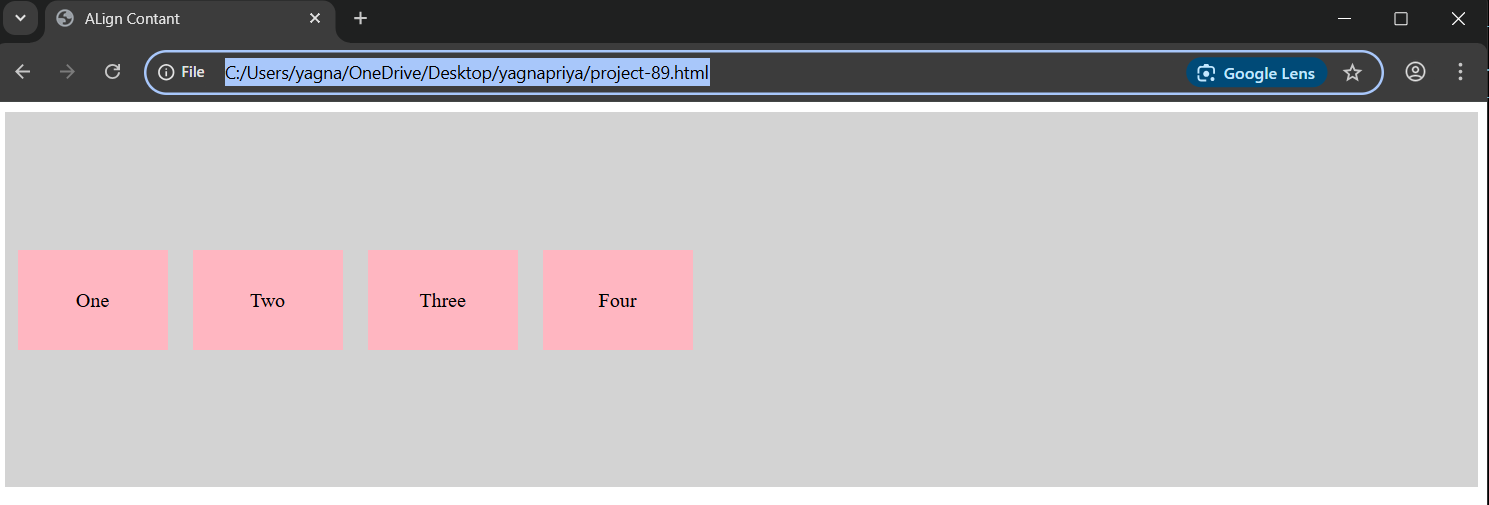 ALign Contant
File C:/Users/yagna/OneDrive/Desktop/yagnapriya/project-89.html Google Lens
One Two Three Four